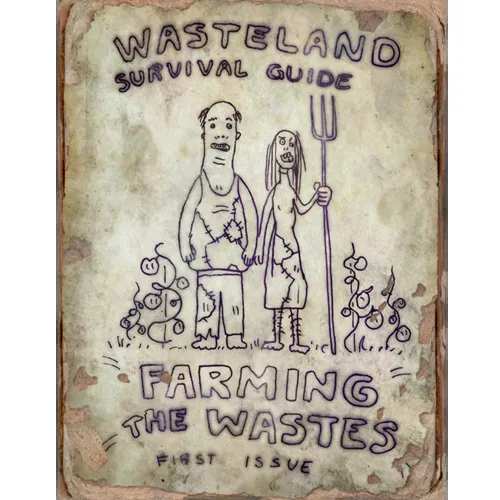 WASTELAND
SURVIVAL GUIDE
FARMING
THE WASTES
FIRST ISSUE